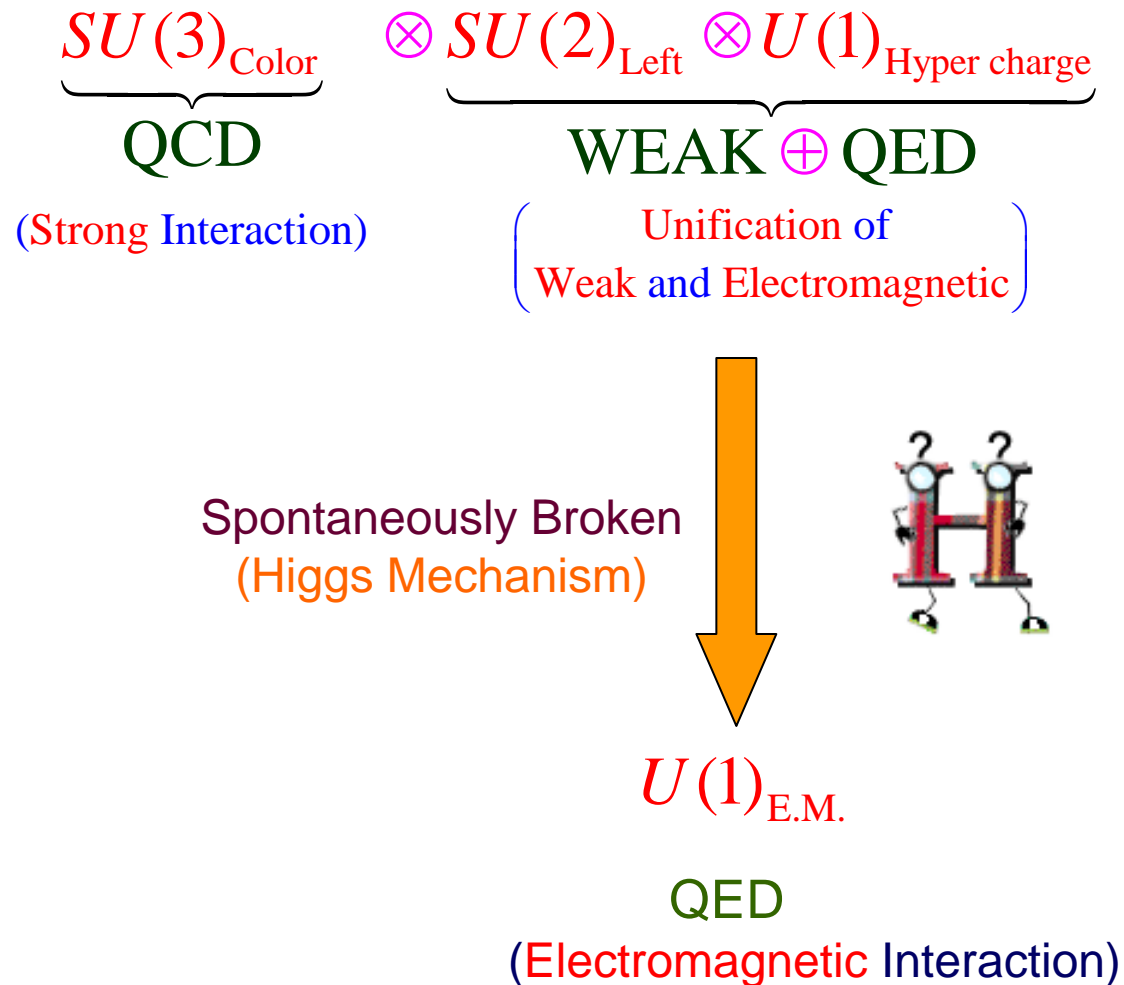 SU(3)Color ⊗ SU(2)Left ⊗ U(1)Hyper charge
QCD WEAK ⊕ QED
(Strong Interaction) (Unification of
Weak and Electromagnetic)
? ?
H
Spontaneously Broken
(Higgs Mechanism)
U(1)E.M.
QED
(Electromagnetic Interaction)